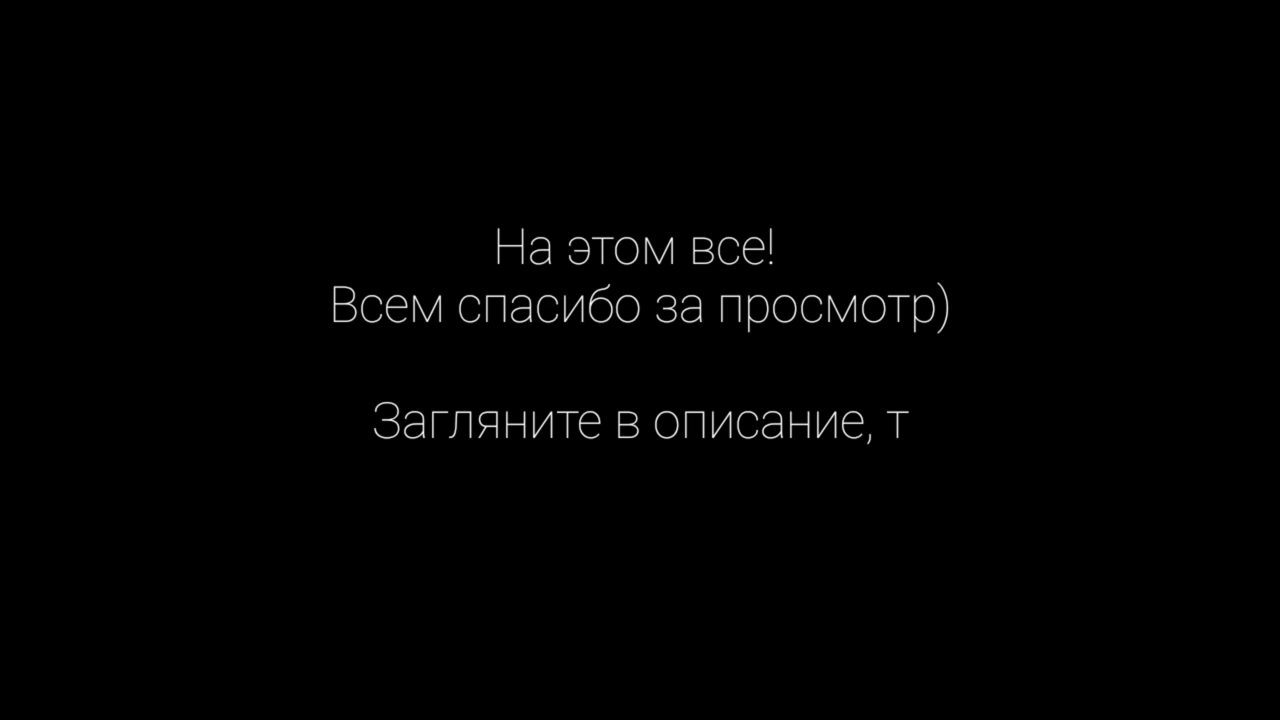 На этом все!
Всем спасибо за просмотр)
Загляните в описание, т